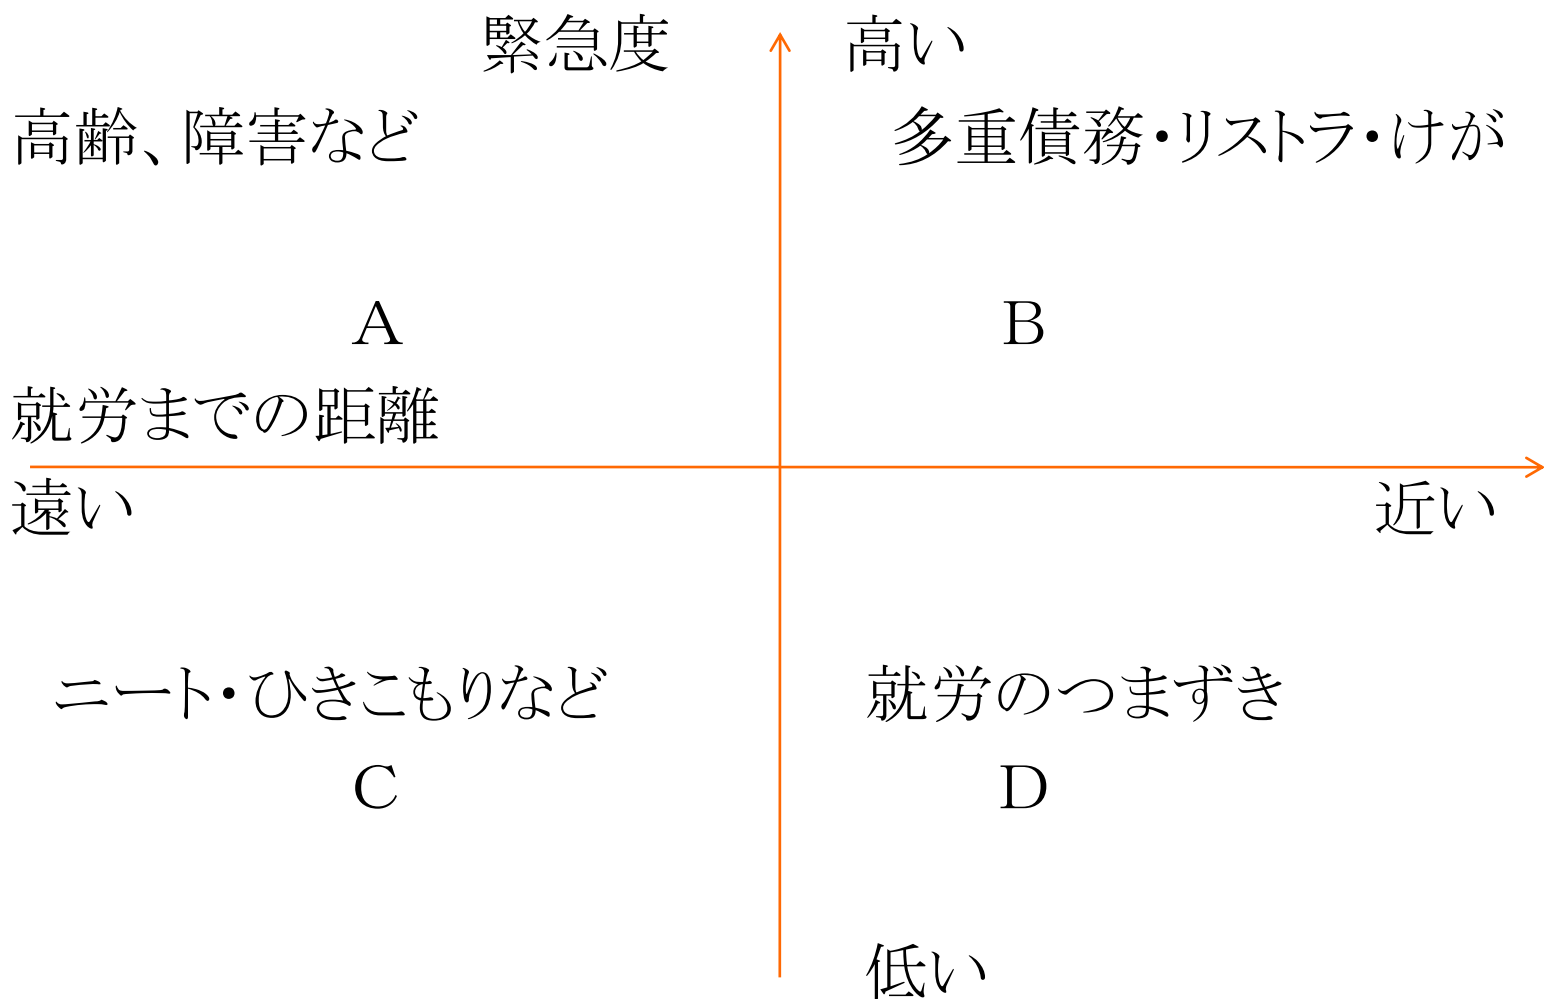 緊急度
高い
高齢、障害など
多重債務・リストラ・けが
A
B
就労までの距離
遠い
近い
ニート・ひきこもりなど
就労のつまずき
C
D
低い